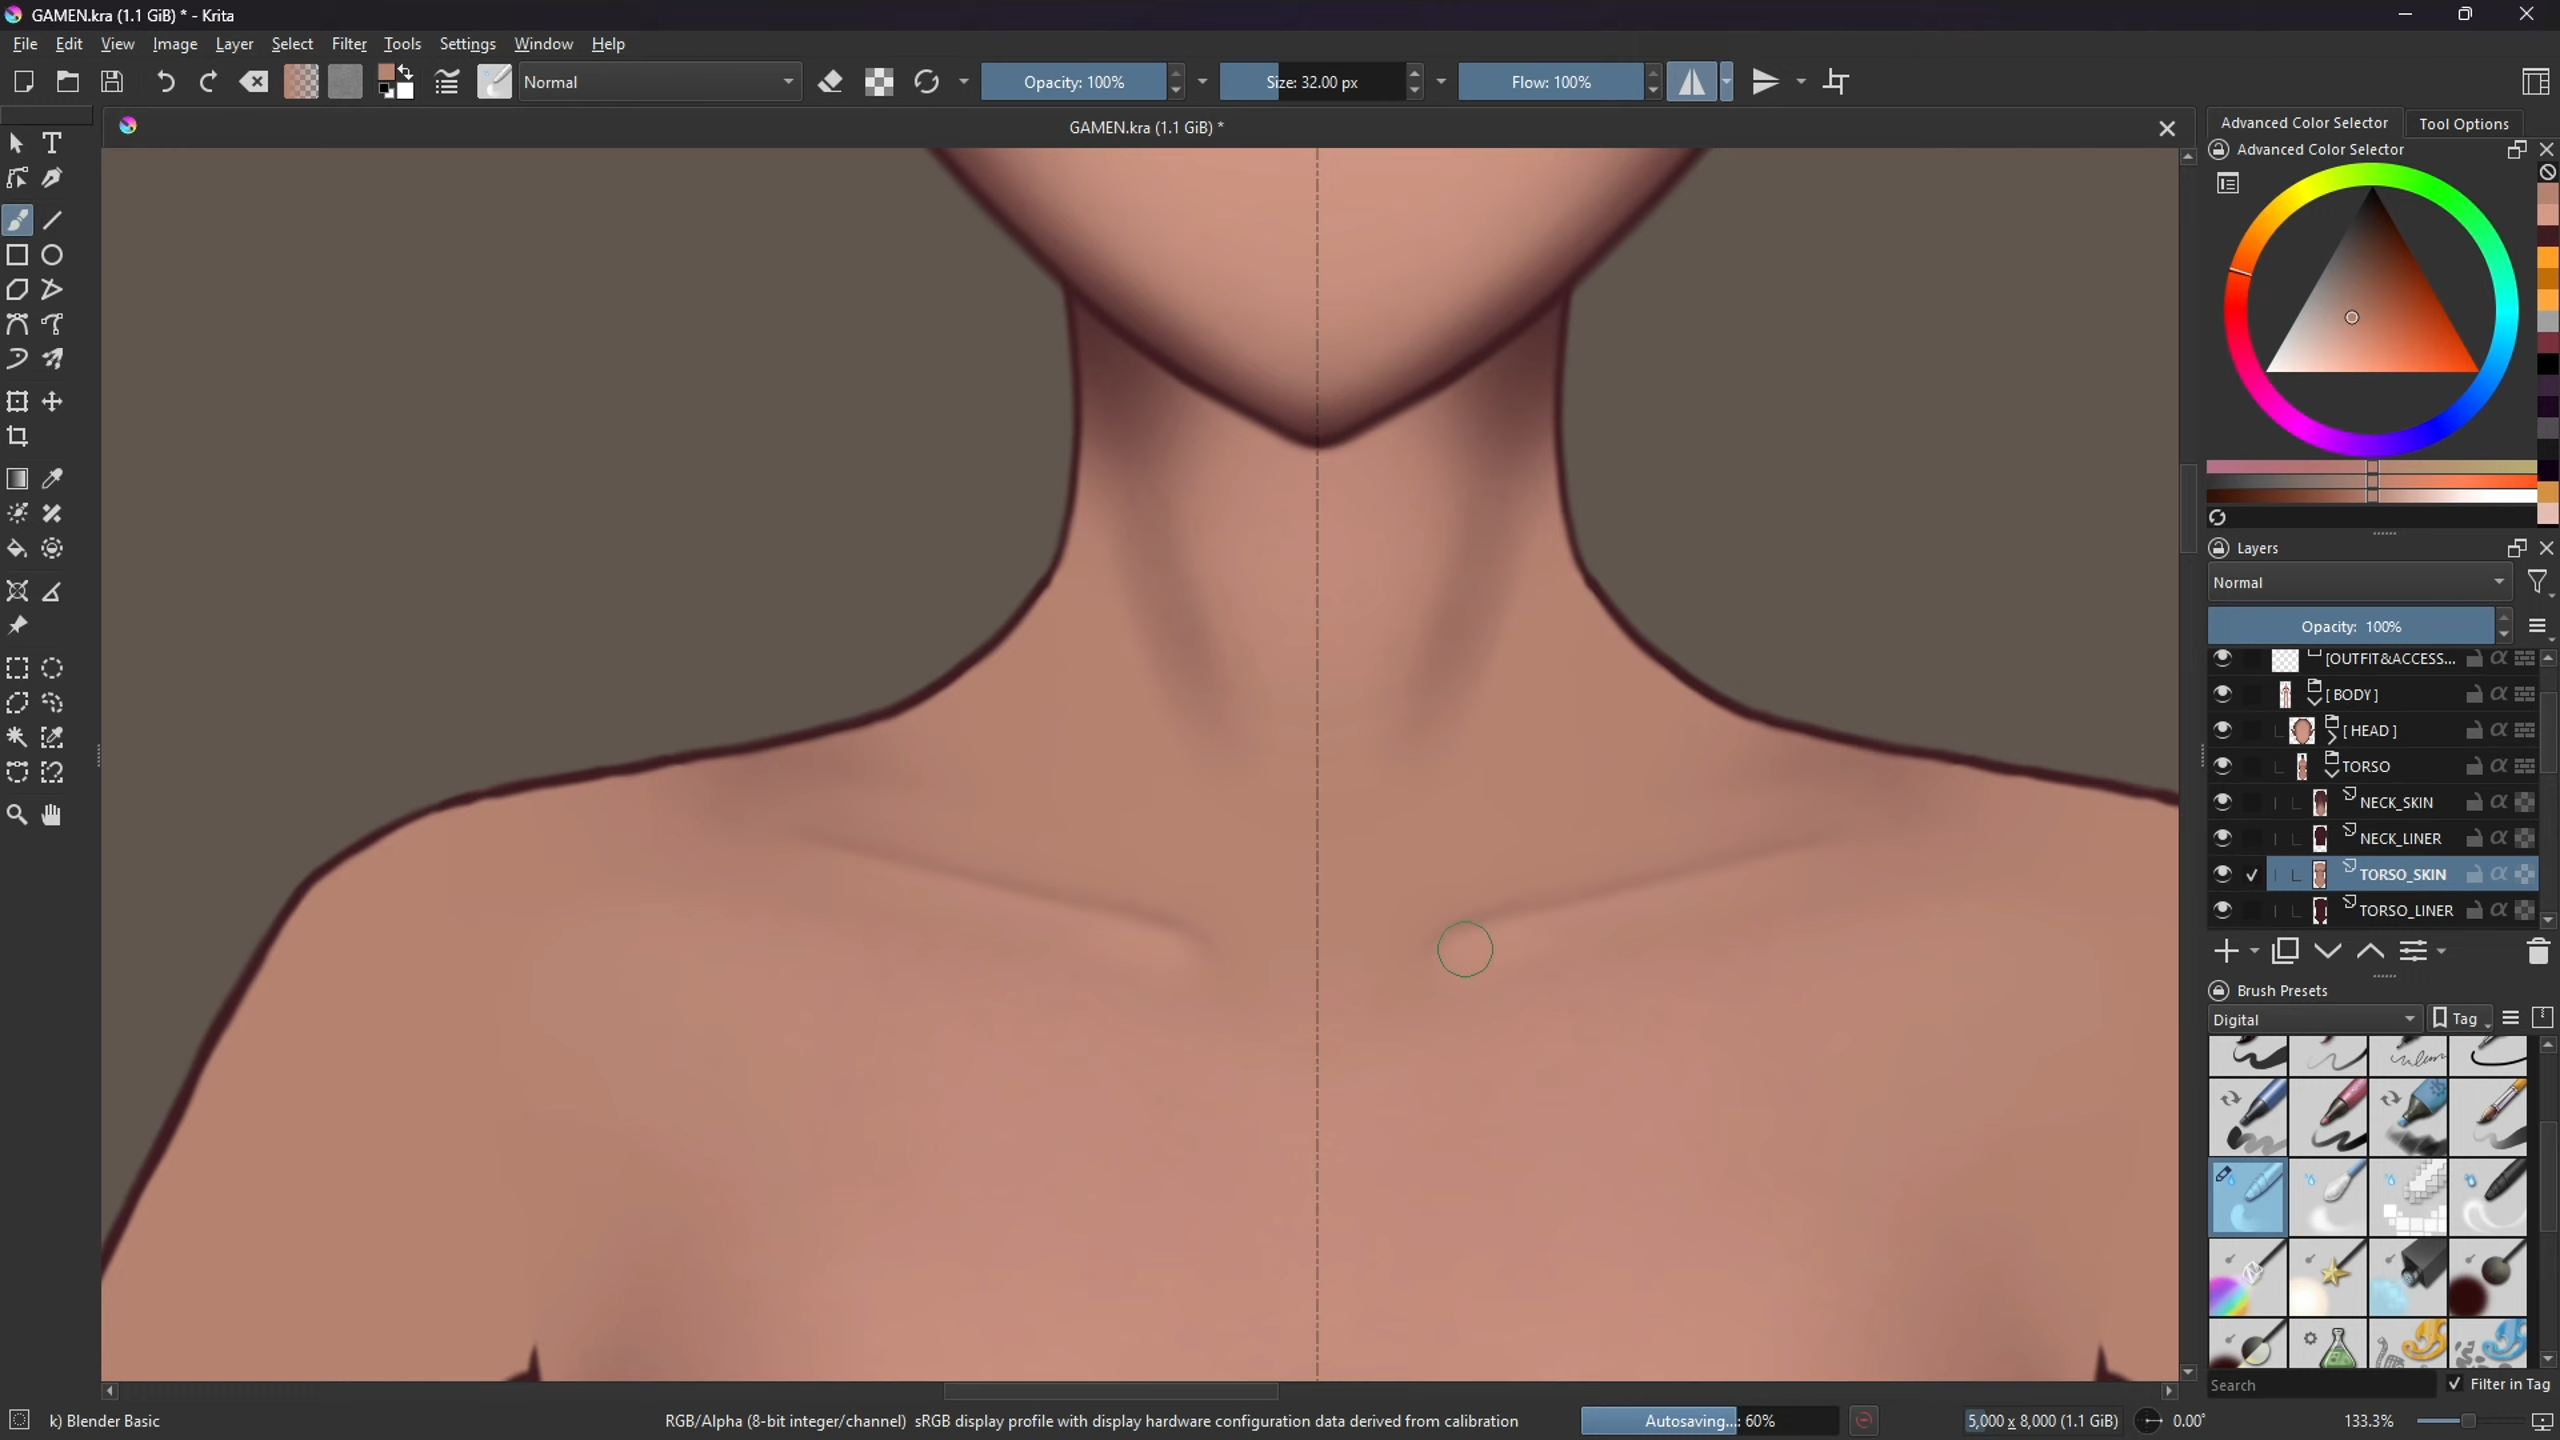 GAMEN.kra (1.1 GiB) * - Krita
File Edit View Image Layer Select Filter Tools Settings Window Help
Normal Opacity: 100% Size: 32.00 px Flow: 100%
GAMEN.kra (1.1 GiB) *
Advanced Color Selector Tool Options
Advanced Color Selector
Layers
Normal
Opacity: 100%
[OUTFIT&ACCESS...
[ BODY ]
[ HEAD ]
TORSO
NECK_SKIN
NECK_LINER
TORSO_SKIN
TORSO_LINER
Brush Presets
Digital Tag
Search Filter in Tag
k) Blender Basic RGB/Alpha (8-bit integer/channel) sRGB display profile with display hardware configuration data derived from calibration Autosaving...: 60% 5,000 x 8,000 (1.1 GiB) 0.00° 133.3%